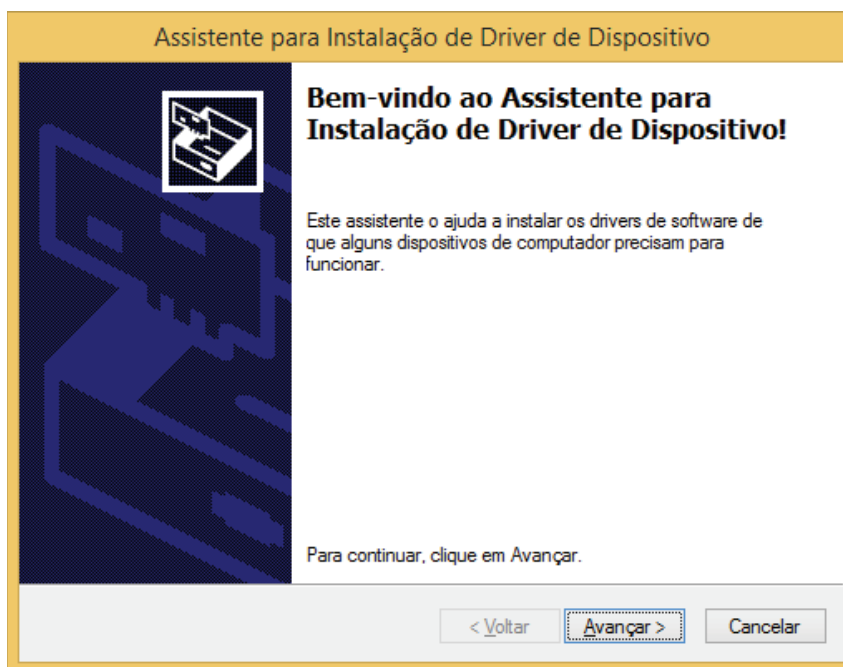 Assistente para Instalação de Driver de Dispositivo
Bem-vindo ao Assistente para
Instalação de Driver de Dispositivo!
Este assistente o ajuda a instalar os drivers de software de
que alguns dispositivos de computador precisam para
funcionar.
Para continuar, clique em Avançar.
< Voltar Avançar > Cancelar